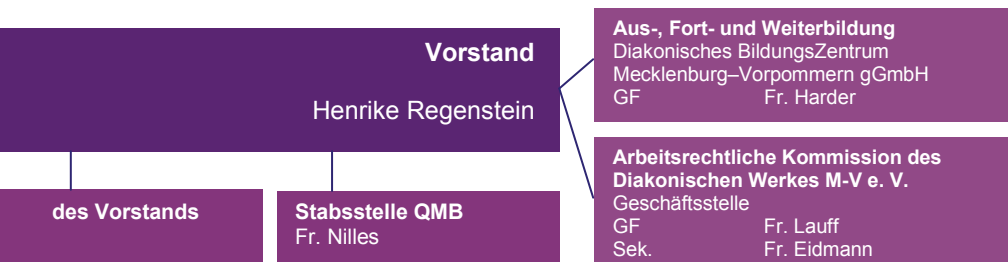 Vorstand
Henrike Regenstein
Aus-, Fort- und Weiterbildung
Diakonisches BildungsZentrum
Mecklenburg–Vorpommern gGmbH
GF Fr. Harder
Arbeitsrechtliche Kommission des
Diakonischen Werkes M-V e. V.
Geschäftsstelle
GF Fr. Lauff
Sek. Fr. Eidmann
des Vorstands
Stabsstelle QMB
Fr. Nilles